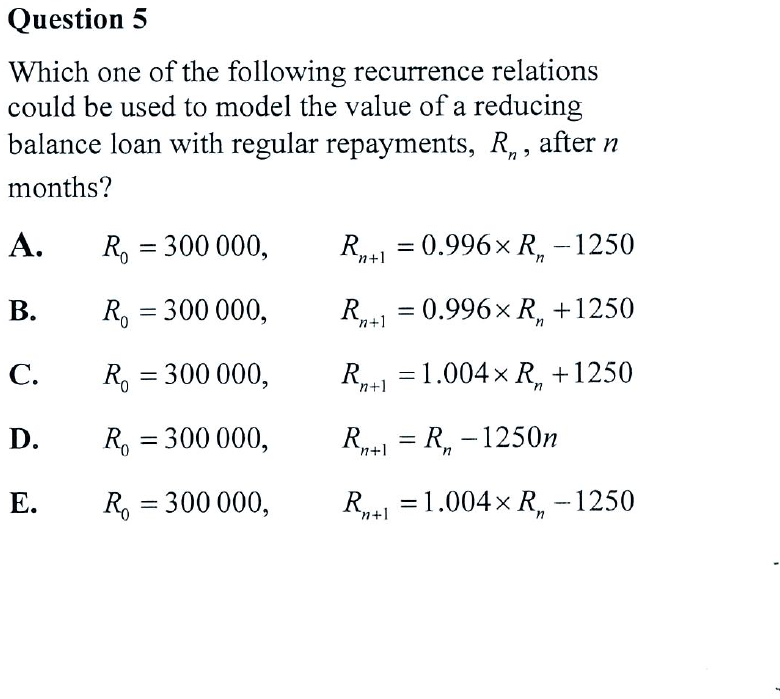 Question 5
Which one of the following recurrence relations
could be used to model the value of a reducing
balance loan with regular repayments, Rₙ, after n
months?
A. R₀ = 300 000, Rₙ₊₁ = 0.996 × Rₙ − 1250
B. R₀ = 300 000, Rₙ₊₁ = 0.996 × Rₙ + 1250
C. R₀ = 300 000, Rₙ₊₁ = 1.004 × Rₙ + 1250
D. R₀ = 300 000, Rₙ₊₁ = Rₙ − 1250n
E. R₀ = 300 000, Rₙ₊₁ = 1.004 × Rₙ − 1250